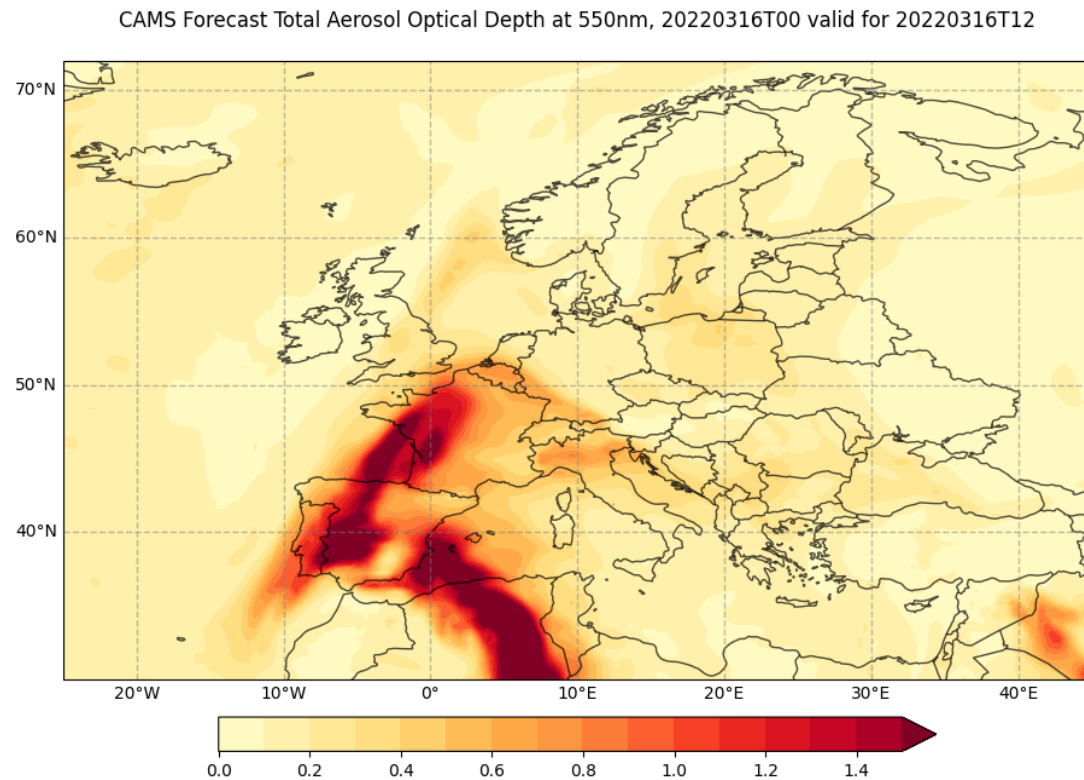 CAMS Forecast Total Aerosol Optical Depth at 550nm, 20220316T00 valid for 20220316T12
70°N
60°N
50°N
40°N
20°W 10°W 0° 10°E 20°E 30°E 40°E
0.0 0.2 0.4 0.6 0.8 1.0 1.2 1.4